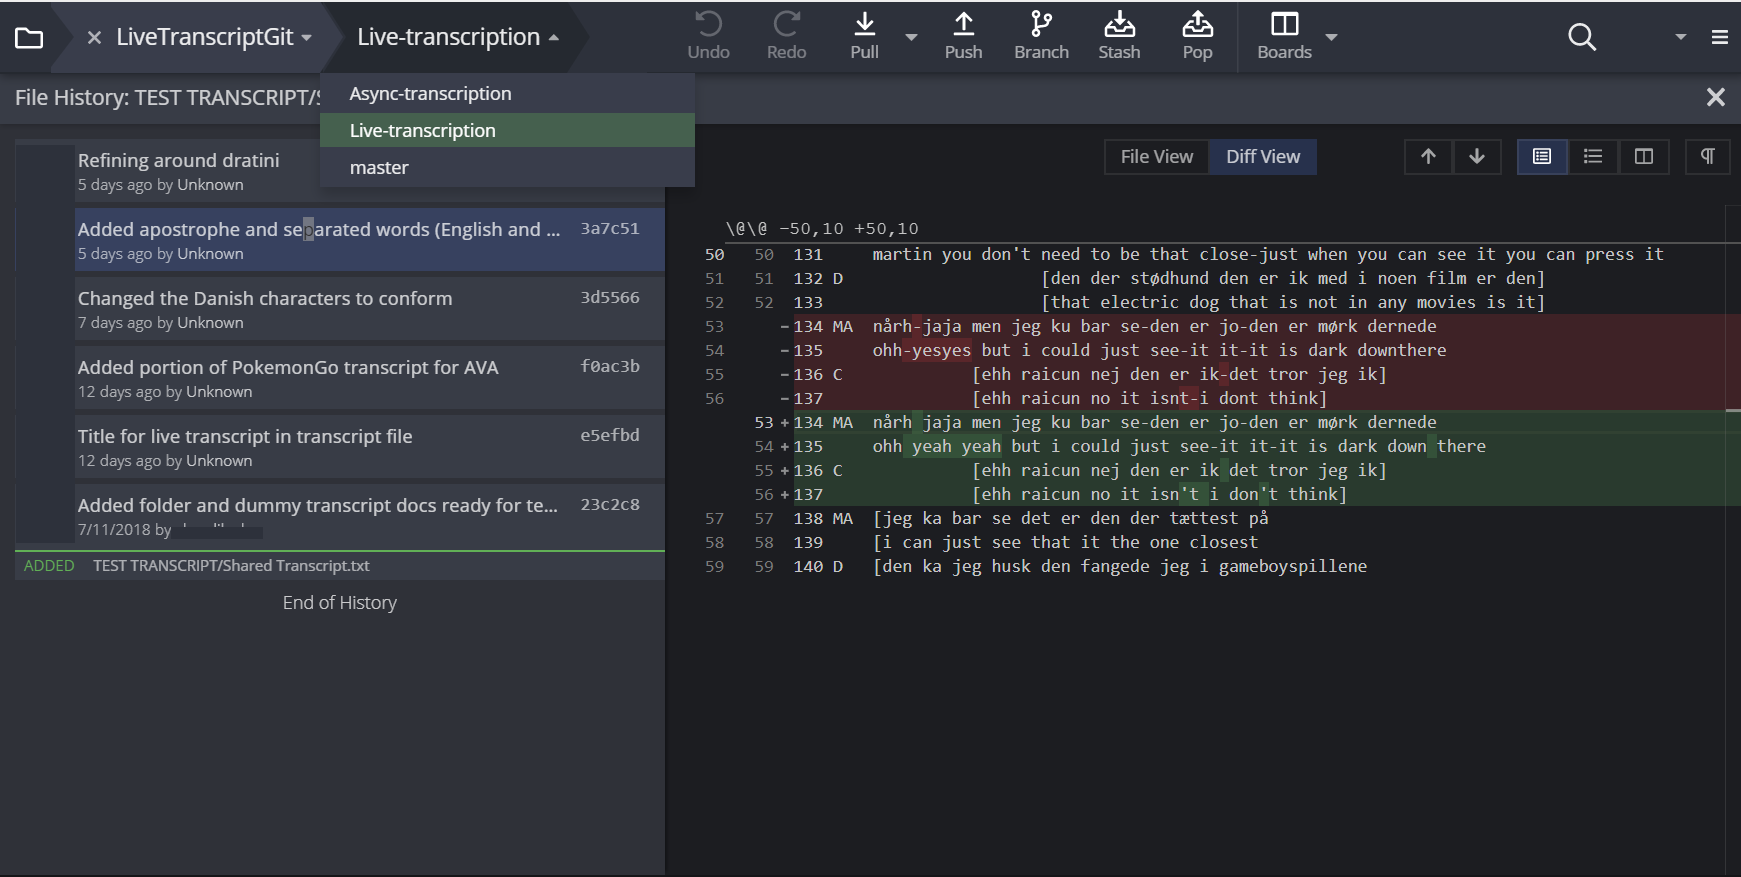 LiveTranscriptGit
Live-transcription
Undo
Redo
Pull
Push
Branch
Stash
Pop
Boards
File History: TEST TRANSCRIPT/S
Async-transcription
Live-transcription
master
Refining around dratini
5 days ago by Unknown
Added apostrophe and separated words (English and ... 3a7c51
5 days ago by Unknown
Changed the Danish characters to conform 3d5566
7 days ago by Unknown
Added portion of PokemonGo transcript for AVA f0ac3b
12 days ago by Unknown
Title for live transcript in transcript file e5efbd
12 days ago by Unknown
Added folder and dummy transcript docs ready for te... 23c2c8
7/11/2018 by
ADDED TEST TRANSCRIPT/Shared Transcript.txt
End of History
File View Diff View
\@\@ -50,10 +50,10
50 50 131 martin you don't need to be that close-just when you can see it you can press it
51 51 132 D [den der stødhund den er ik med i noen film er den]
52 52 133 [that electric dog that is not in any movies is it]
53 -134 MA nårh-jaja men jeg ku bar se-den er jo-den er mørk dernede
54 -135 ohh-yesyes but i could just see-it it-it is dark downthere
55 -136 C [ehh raicun nej den er ik-det tror jeg ik]
56 -137 [ehh raicun no it isnt-i dont think]
53 +134 MA nårh jaja men jeg ku bar se-den er jo-den er mørk dernede
54 +135 ohh yeah yeah but i could just see-it it-it is dark down there
55 +136 C [ehh raicun nej den er ik det tror jeg ik]
56 +137 [ehh raicun no it isn't i don't think]
57 57 138 MA [jeg ka bar se det er den der tættest på
58 58 139 [i can just see that it the one closest
59 59 140 D [den ka jeg husk den fangede jeg i gameboyspillene